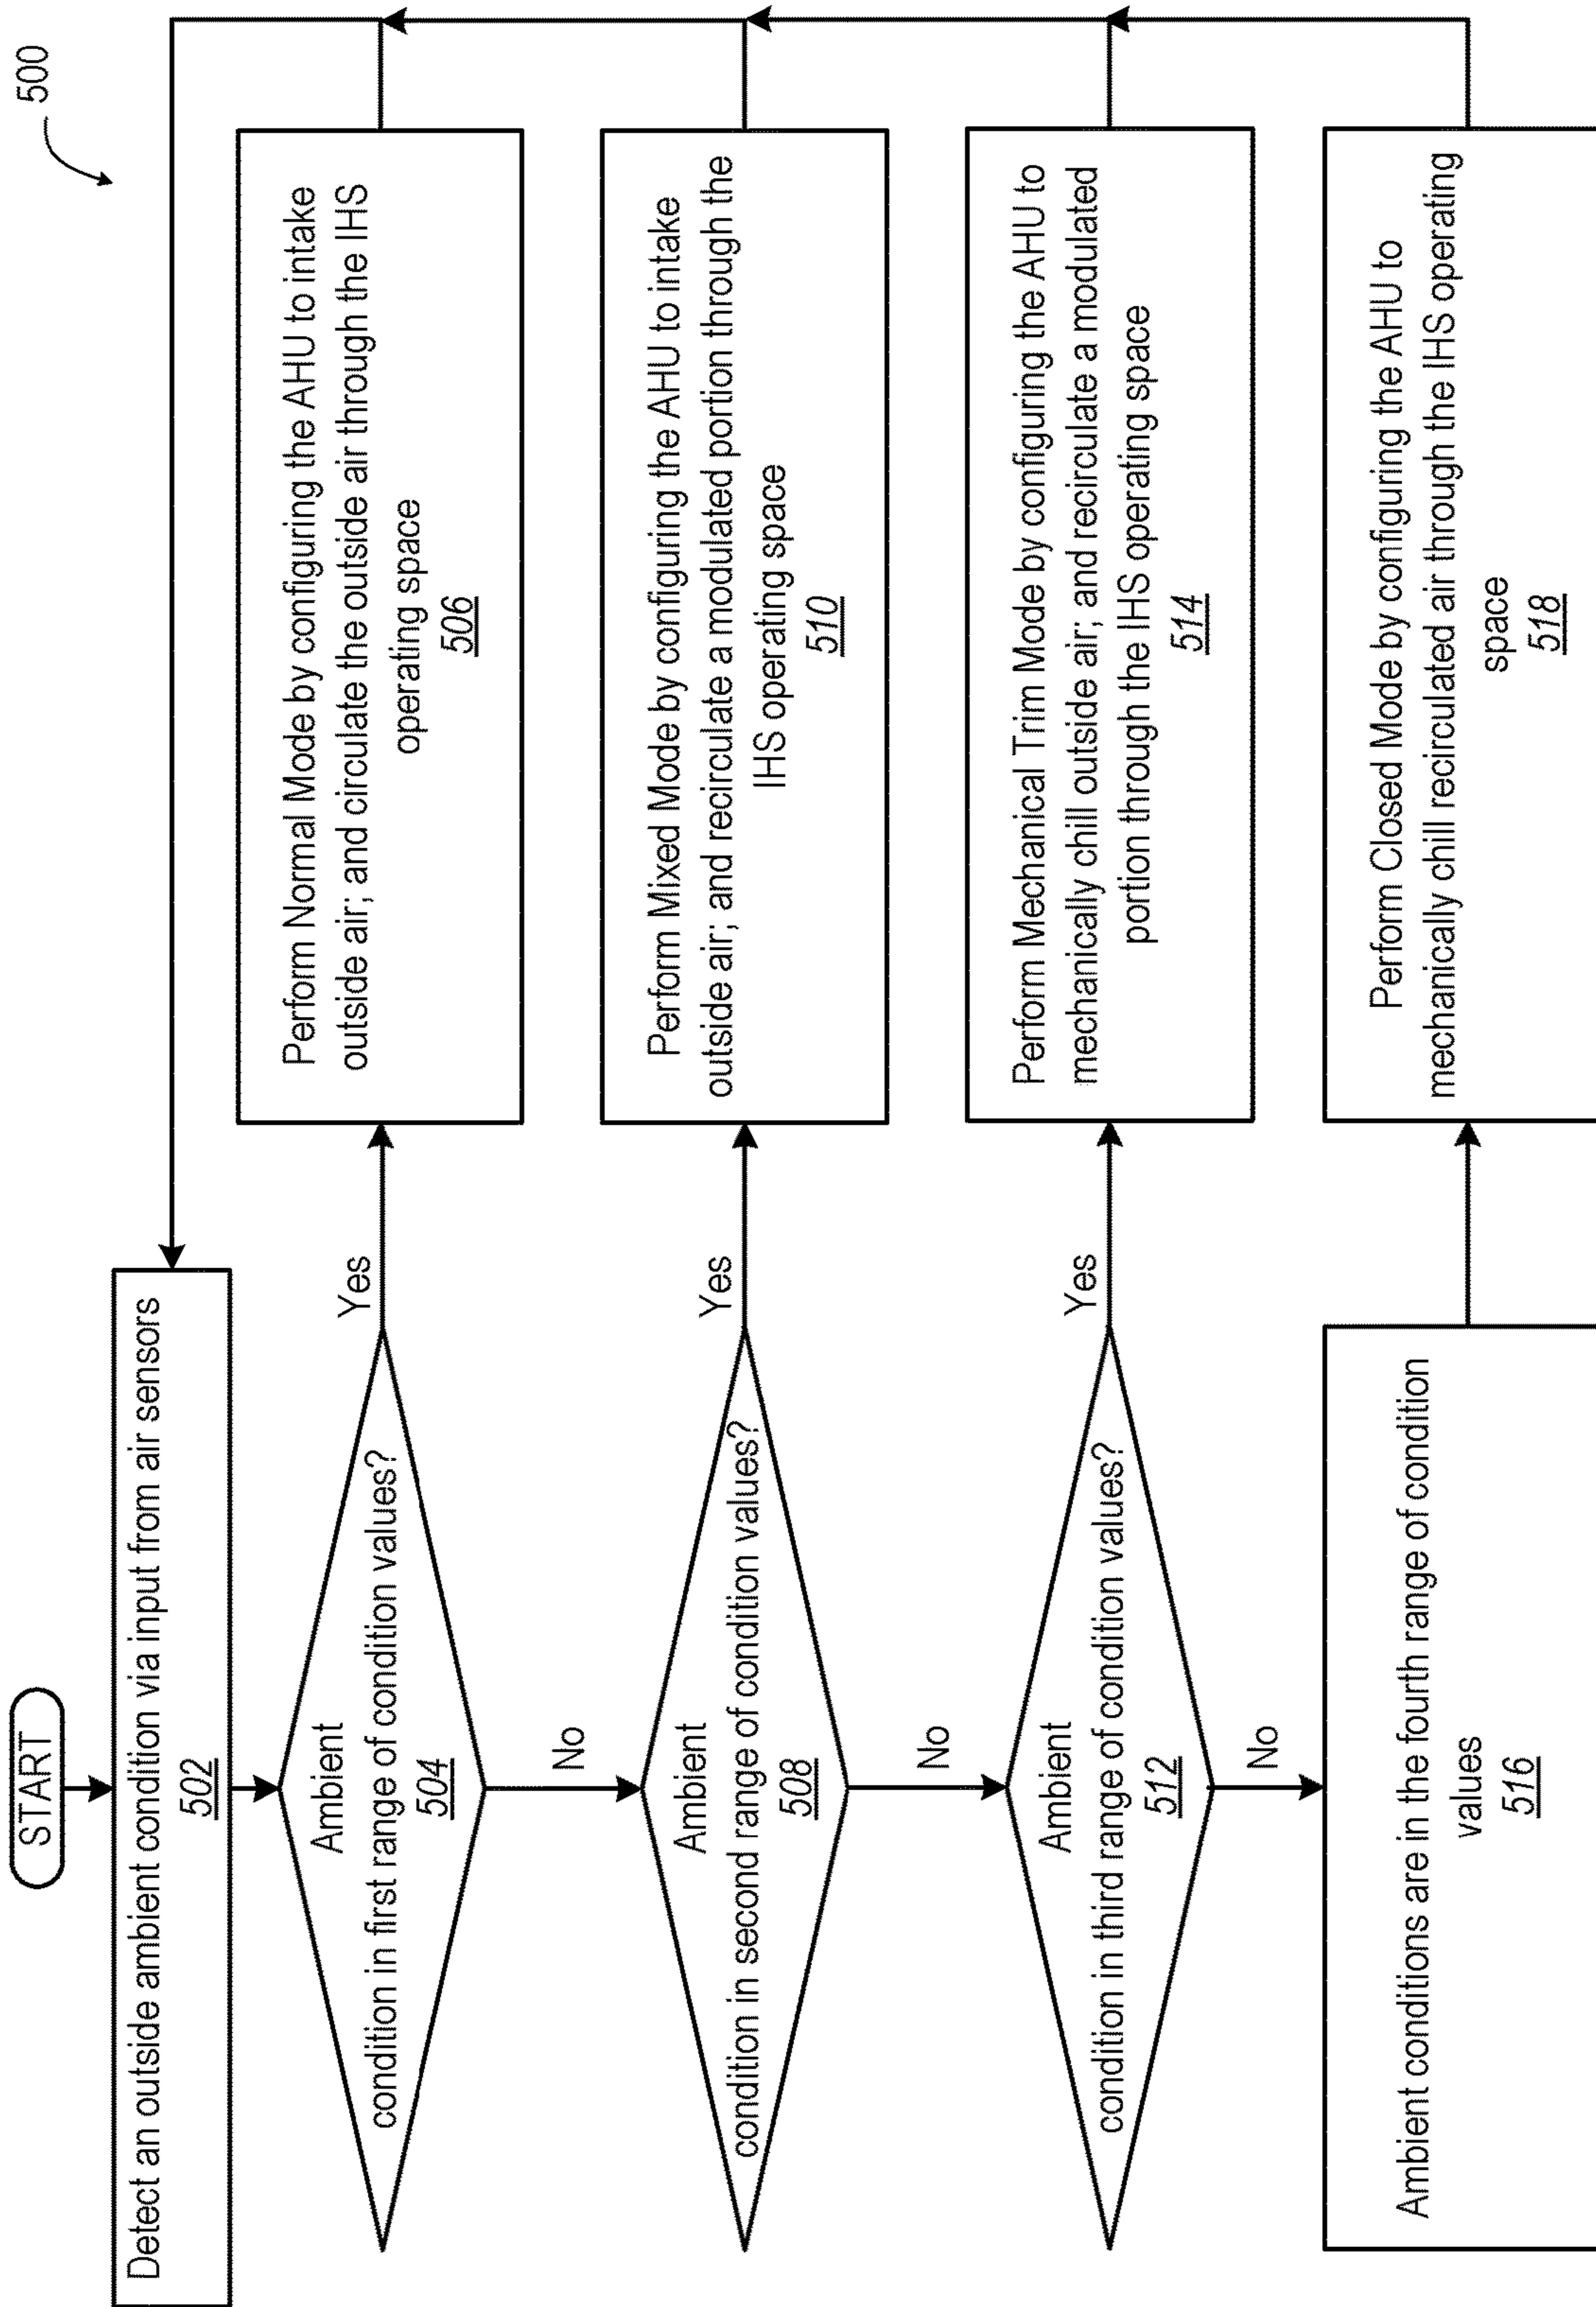 500
START
Detect an outside ambient condition via input from air sensors
502
Ambient
condition in first range of condition values?
504
Yes
No
Perform Normal Mode by configuring the AHU to intake
outside air; and circulate the outside air through the IHS
operating space
506
Ambient
condition in second range of condition values?
508
Yes
No
Perform Mixed Mode by configuring the AHU to intake
outside air; and recirculate a modulated portion through the
IHS operating space
510
Ambient
condition in third range of condition values?
512
Yes
No
Perform Mechanical Trim Mode by configuring the AHU to
mechanically chill outside air; and recirculate a modulated
portion through the IHS operating space
514
Ambient conditions are in the fourth range of condition
values
516
Perform Closed Mode by configuring the AHU to
mechanically chill recirculated air through the IHS operating
space
518